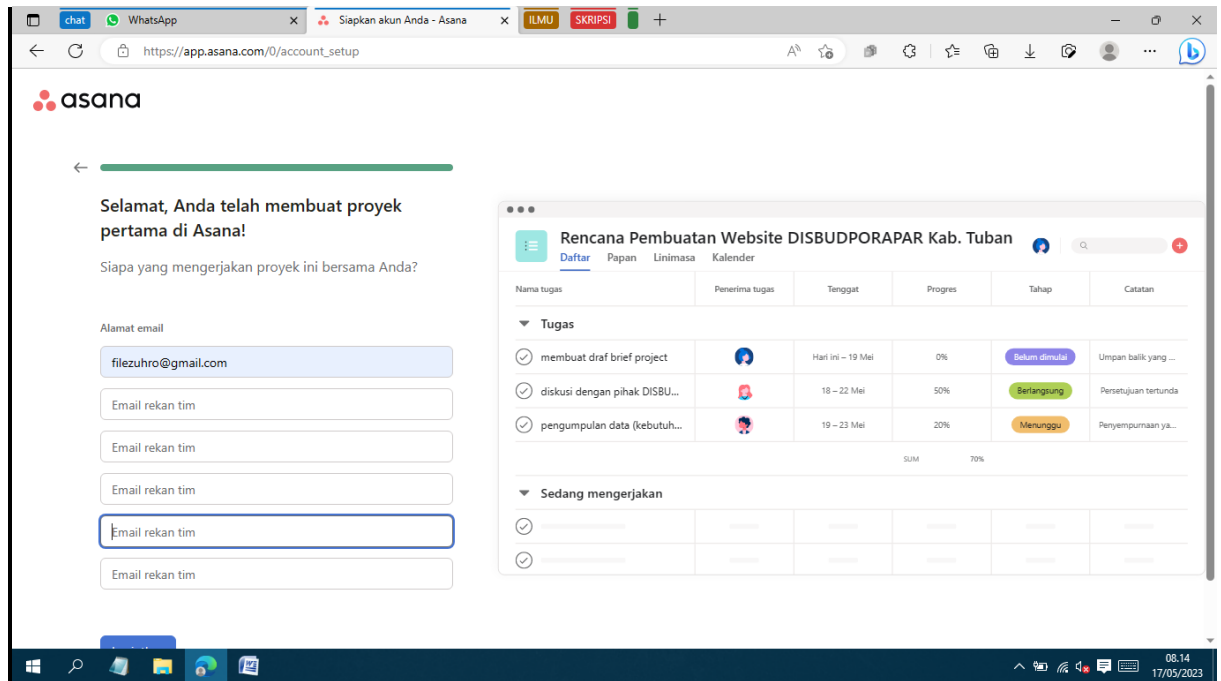 chat WhatsApp Siapkan akun Anda - Asana ILMU SKRIPSI
https://app.asana.com/0/account_setup
asana
Selamat, Anda telah membuat proyek
pertama di Asana!
Siapa yang mengerjakan proyek ini bersama Anda?
Alamat email
filezuhro@gmail.com
Email rekan tim
Email rekan tim
Email rekan tim
Email rekan tim
Email rekan tim
Rencana Pembuatan Website DISBUDPORAPAR Kab. Tuban
Daftar Papan Linimasa Kalender
Nama tugas Penerima tugas Tenggat Progres Tahap Catatan
Tugas
membuat draf brief project Hari ini – 19 Mei 0% Belum dimulai Umpan balik yang ...
diskusi dengan pihak DISBU... 18 – 22 Mei 50% Berlangsung Persetujuan tertunda
pengumpulan data (kebutuh... 19 – 23 Mei 20% Menunggu Penyempurnaan ya...
SUM 70%
Sedang mengerjakan
08.14
17/05/2023